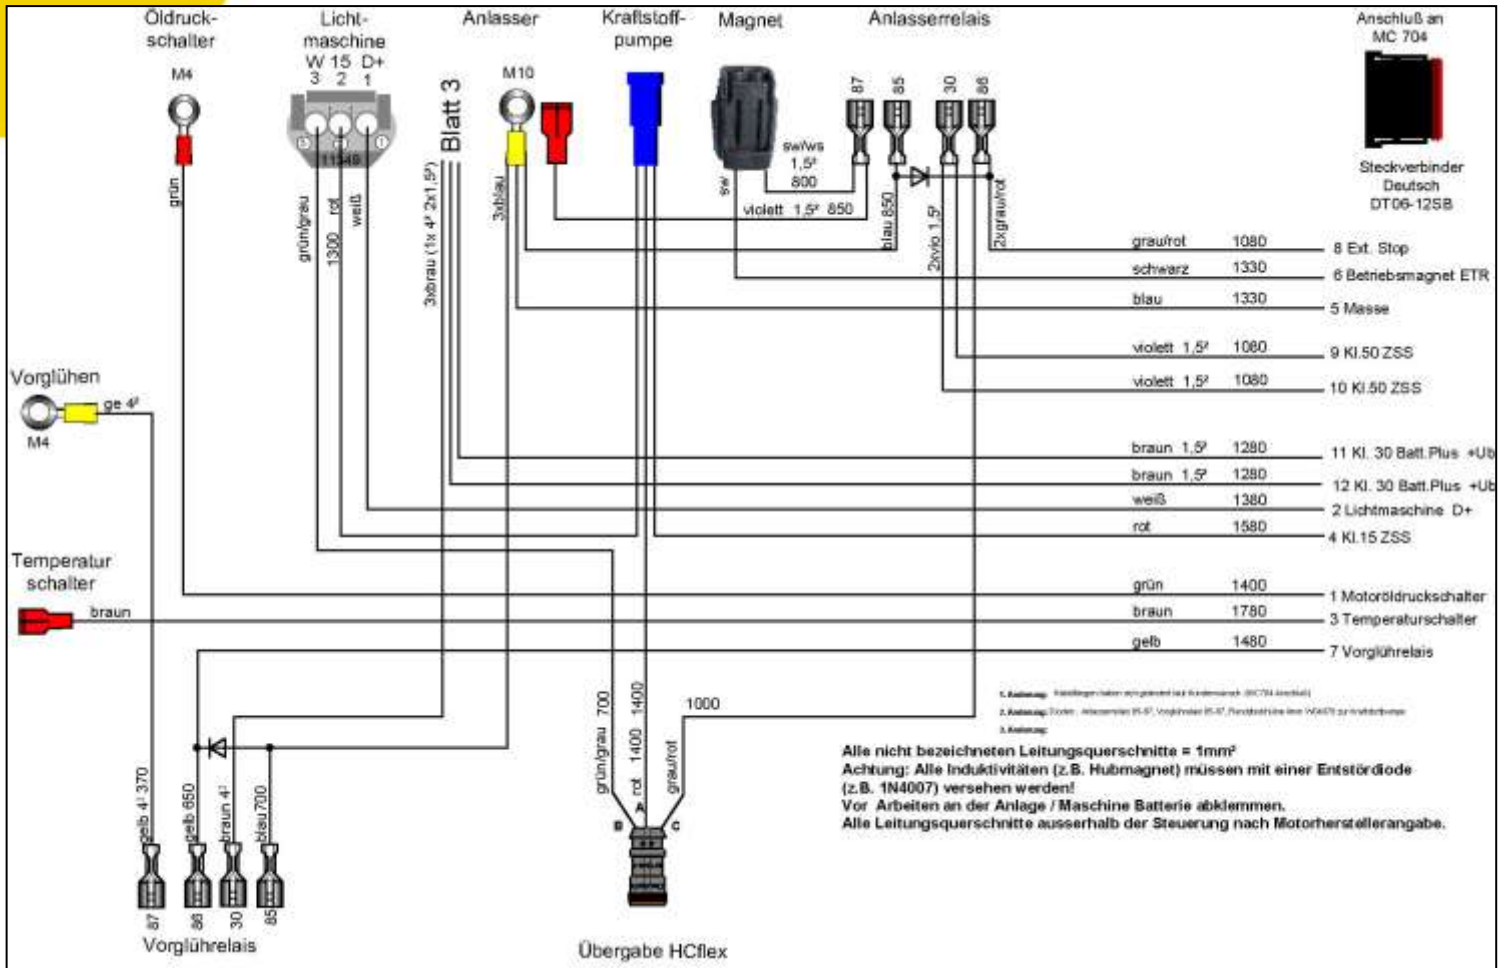 Öldruck-
schalter
M4
grün
Licht-
maschine
W 15 D+
3 2 1
11349
grün/grau
1300 rot
weiß
Blatt 3
3xbrau (1x 4² 2x1,5²)
Anlasser
M10
3xblau
Kraftstoff-
pumpe
Magnet
sw/ws
1,5²
800
sw
violett 1,5² 850
Anlasserrelais
87
85
30
86
blau 850
2xvio 1,5²
2xgrau/rot
Anschluß an
MC 704
Steckverbinder
Deutsch
DT06-12SB
grau/rot 1080 8 Ext. Stop
schwarz 1330 6 Betriebsmagnet ETR
blau 1330 5 Masse
violett 1,5² 1080 9 Kl.50 ZSS
violett 1,5² 1080 10 Kl.50 ZSS
braun 1,5² 1280 11 Kl. 30 Batt.Plus +Ub
braun 1,5² 1280 12 Kl. 30 Batt.Plus +Ub
weiß 1380 2 Lichtmaschine D+
rot 1580 4 Kl.15 ZSS
grün 1400 1 Motoröldruckschalter
braun 1780 3 Temperaturschalter
gelb 1480 7 Vorglührelais
Vorglühen
ge 4²
M4
Temperatur
schalter
braun
gelb 4² 370
gelb 650
braun 4²
blau700
87
86
30
85
Vorglührelais
grün/grau 700
rot 1400 1400
grau/rot
1000
A
B
C
Übergabe HCflex
1. Änderung:
2. Änderung:
3. Änderung:
Alle nicht bezeichneten Leitungsquerschnitte = 1mm²
Achtung: Alle Induktivitäten (z.B. Hubmagnet) müssen mit einer Entstördiode
(z.B. 1N4007) versehen werden!
Vor Arbeiten an der Anlage / Maschine Batterie abklemmen.
Alle Leitungsquerschnitte ausserhalb der Steuerung nach Motorherstellerangabe.